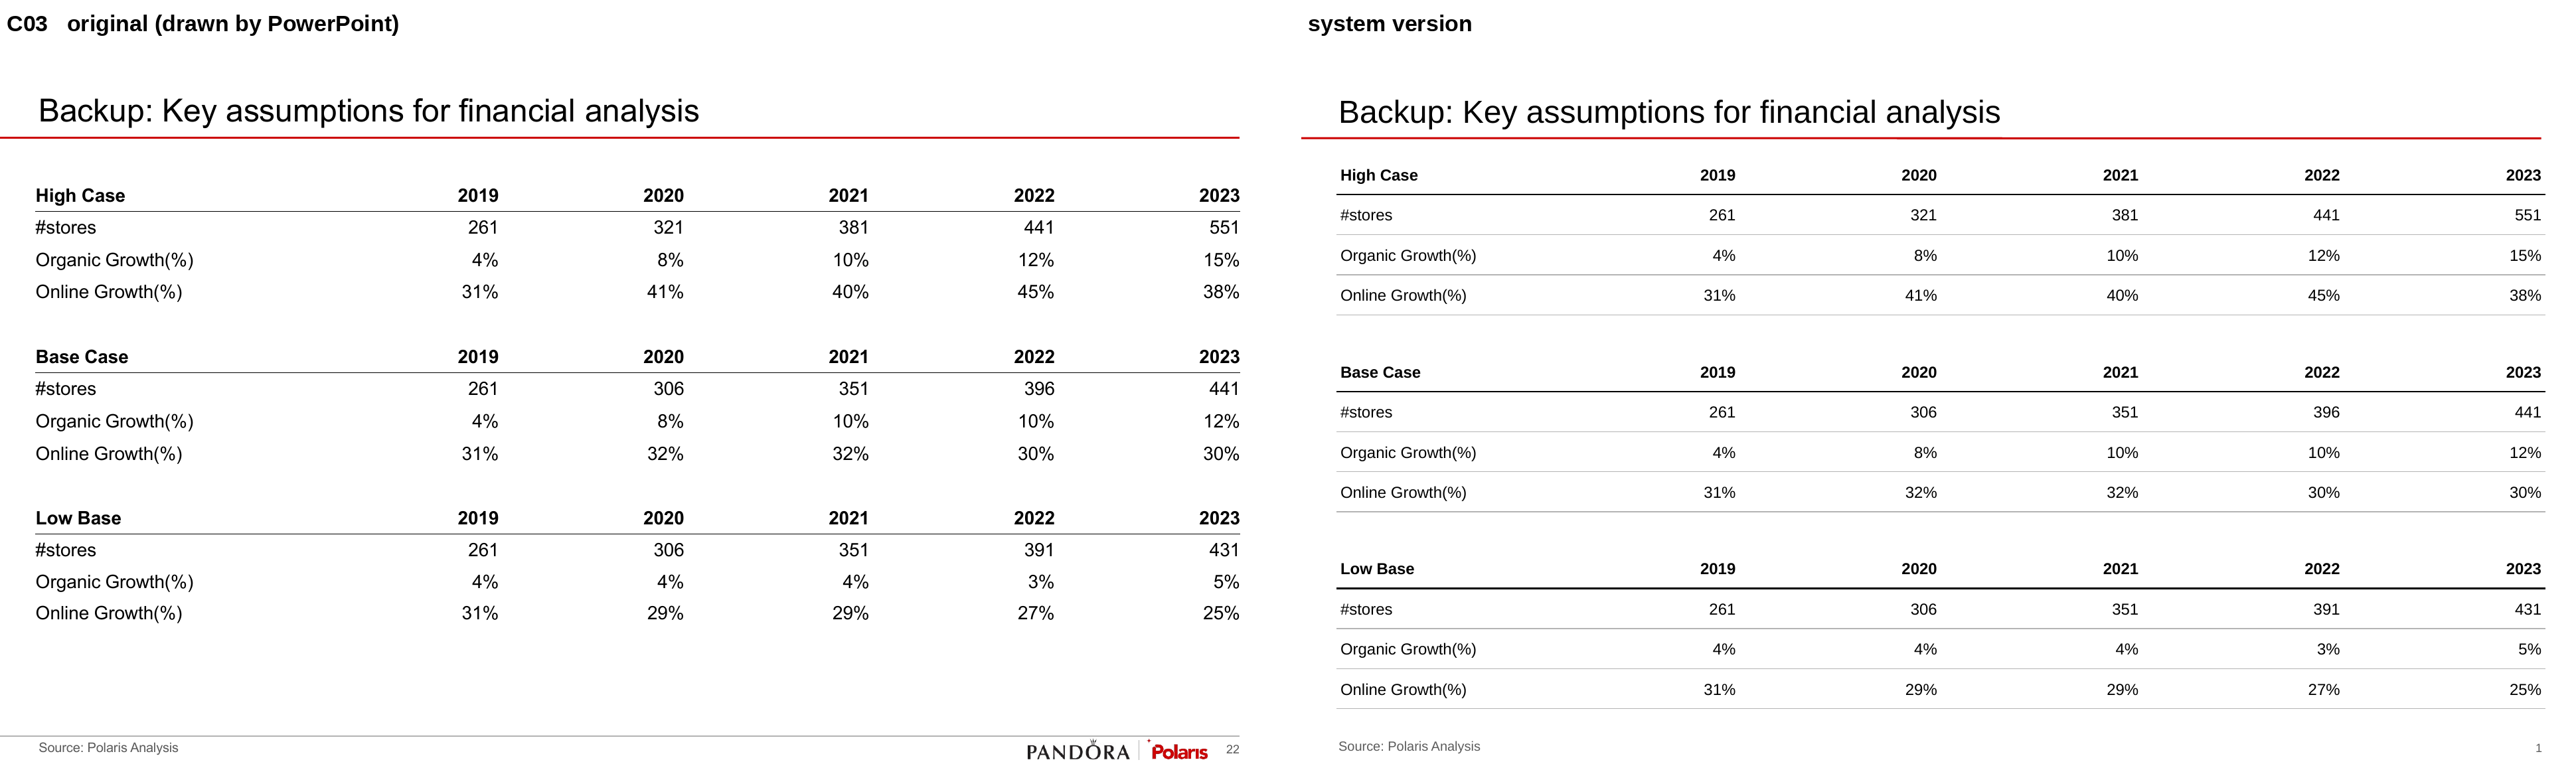 C03 original (drawn by PowerPoint)
Backup: Key assumptions for financial analysis
High Case 2019 2020 2021 2022 2023
#stores 261 321 381 441 551
Organic Growth(%) 4% 8% 10% 12% 15%
Online Growth(%) 31% 41% 40% 45% 38%
Base Case 2019 2020 2021 2022 2023
#stores 261 306 351 396 441
Organic Growth(%) 4% 8% 10% 10% 12%
Online Growth(%) 31% 32% 32% 30% 30%
Low Base 2019 2020 2021 2022 2023
#stores 261 306 351 391 431
Organic Growth(%) 4% 4% 4% 3% 5%
Online Growth(%) 31% 29% 29% 27% 25%
Source: Polaris Analysis
PANDORA Polaris 22
system version
Backup: Key assumptions for financial analysis
High Case 2019 2020 2021 2022 2023
#stores 261 321 381 441 551
Organic Growth(%) 4% 8% 10% 12% 15%
Online Growth(%) 31% 41% 40% 45% 38%
Base Case 2019 2020 2021 2022 2023
#stores 261 306 351 396 441
Organic Growth(%) 4% 8% 10% 10% 12%
Online Growth(%) 31% 32% 32% 30% 30%
Low Base 2019 2020 2021 2022 2023
#stores 261 306 351 391 431
Organic Growth(%) 4% 4% 4% 3% 5%
Online Growth(%) 31% 29% 29% 27% 25%
Source: Polaris Analysis
1